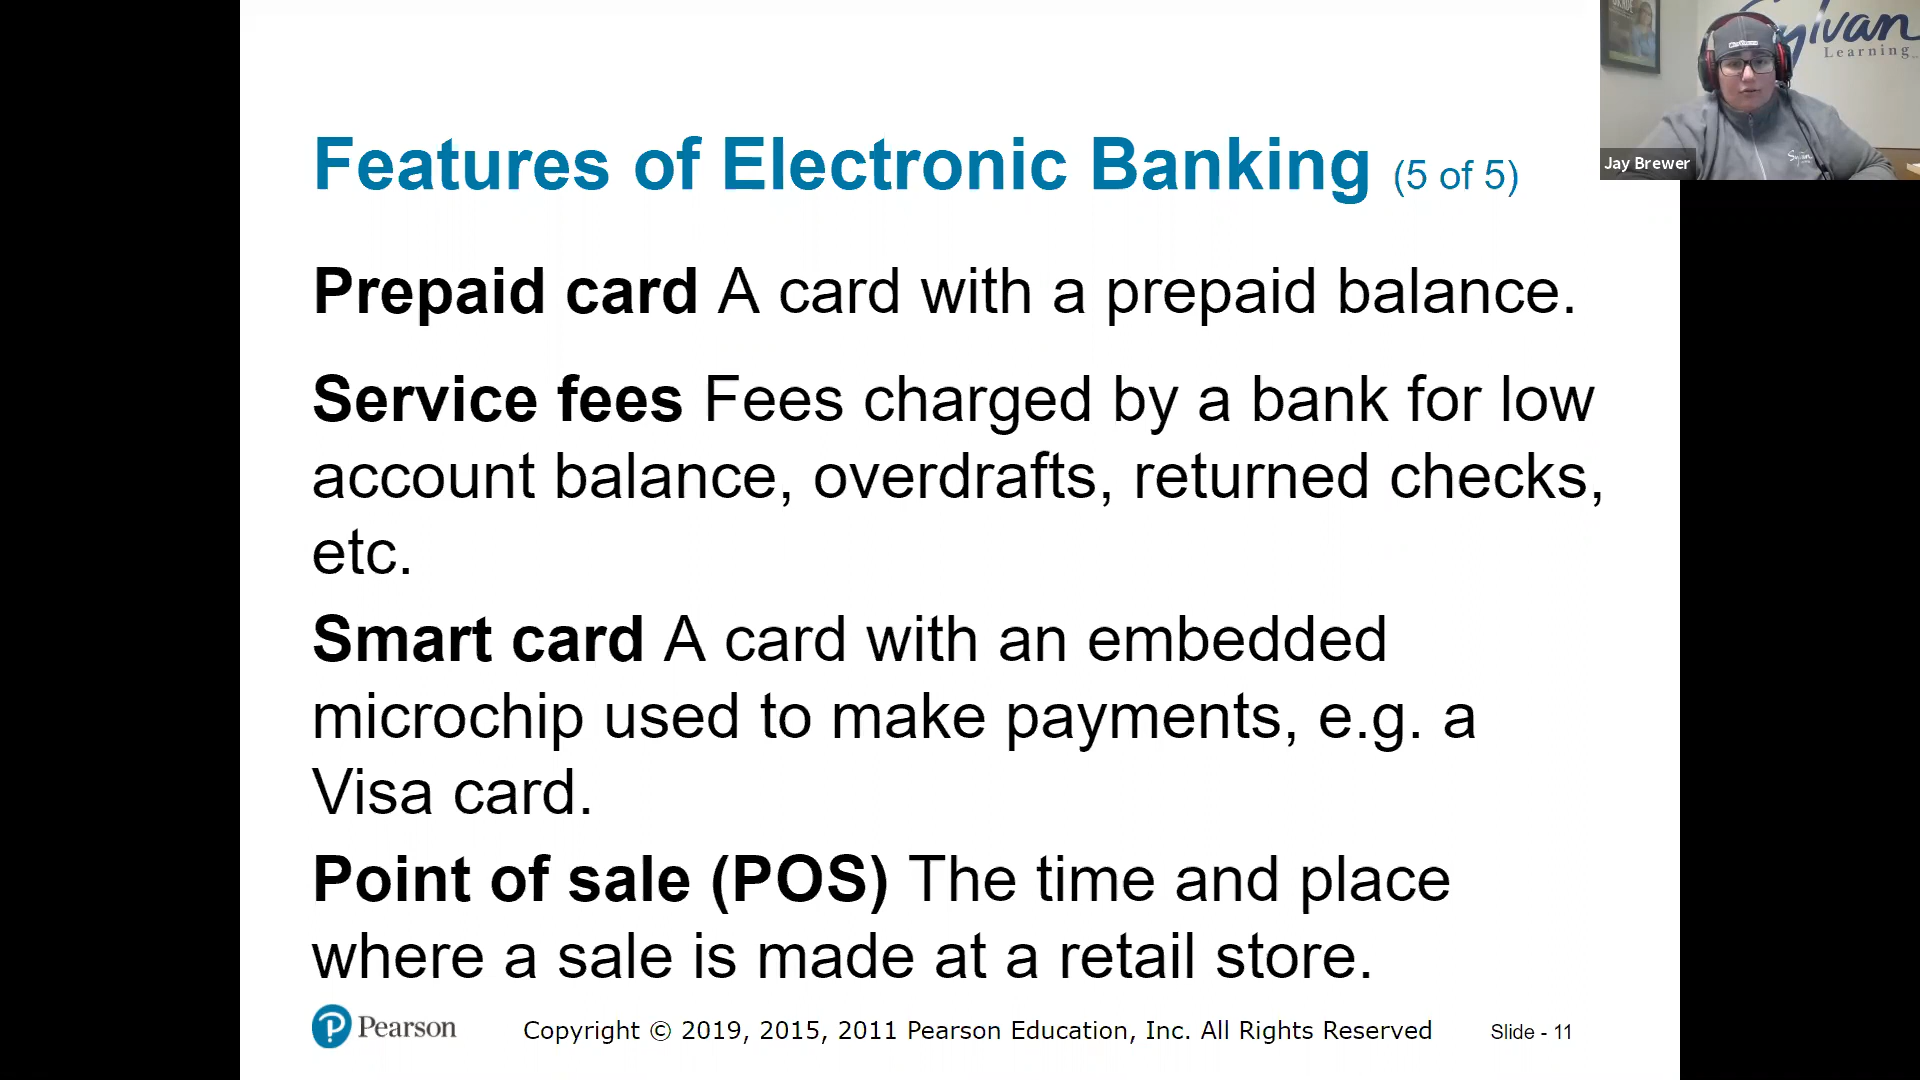 Features of Electronic Banking (5 of 5)
Prepaid card A card with a prepaid balance.
Service fees Fees charged by a bank for low
account balance, overdrafts, returned checks,
etc.
Smart card A card with an embedded
microchip used to make payments, e.g. a
Visa card.
Point of sale (POS) The time and place
where a sale is made at a retail store.
Pearson Copyright © 2019, 2015, 2011 Pearson Education, Inc. All Rights Reserved Slide - 11
Sylvan
Learning
Sylvan
Jay Brewer